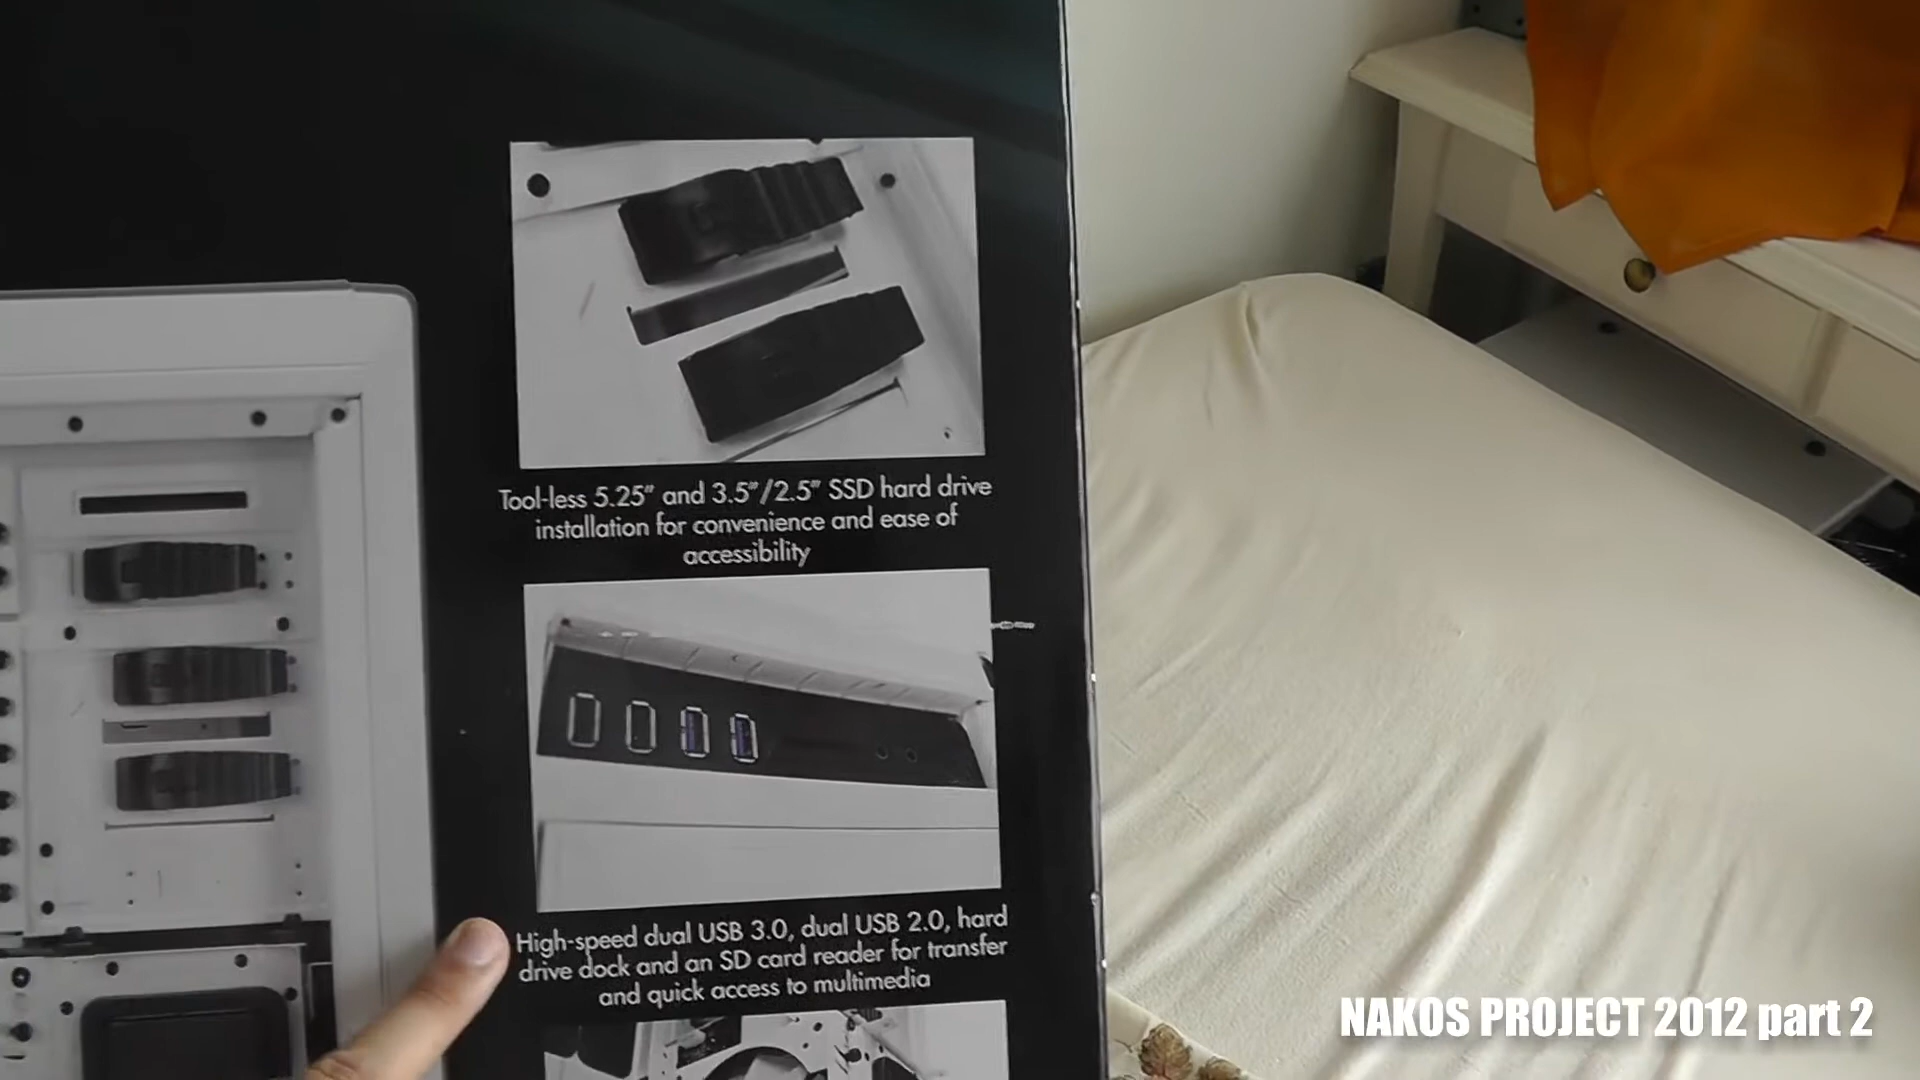 Tool-less 5.25" and 3.5"/2.5" SSD hard drive
installation for convenience and ease of
accessibility
High-speed dual USB 3.0, dual USB 2.0, hard
drive dock and an SD card reader for transfer
and quick access to multimedia
NAKOS PROJECT 2012 part 2